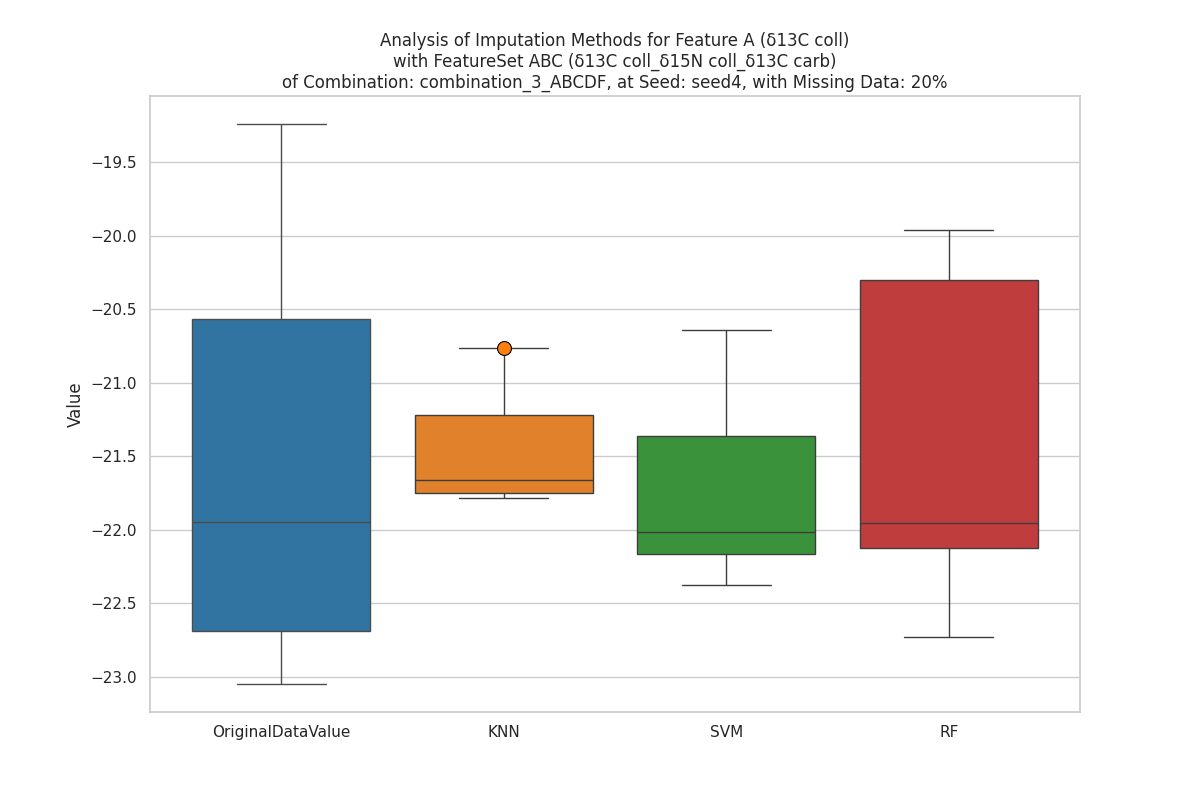 Analysis of Imputation Methods for Feature A (δ13C coll)
with FeatureSet ABC (δ13C coll_δ15N coll_δ13C carb)
of Combination: combination_3_ABCDF, at Seed: seed4, with Missing Data: 20%
Value
−19.5
−20.0
−20.5
−21.0
−21.5
−22.0
−22.5
−23.0
OriginalDataValue
KNN
SVM
RF